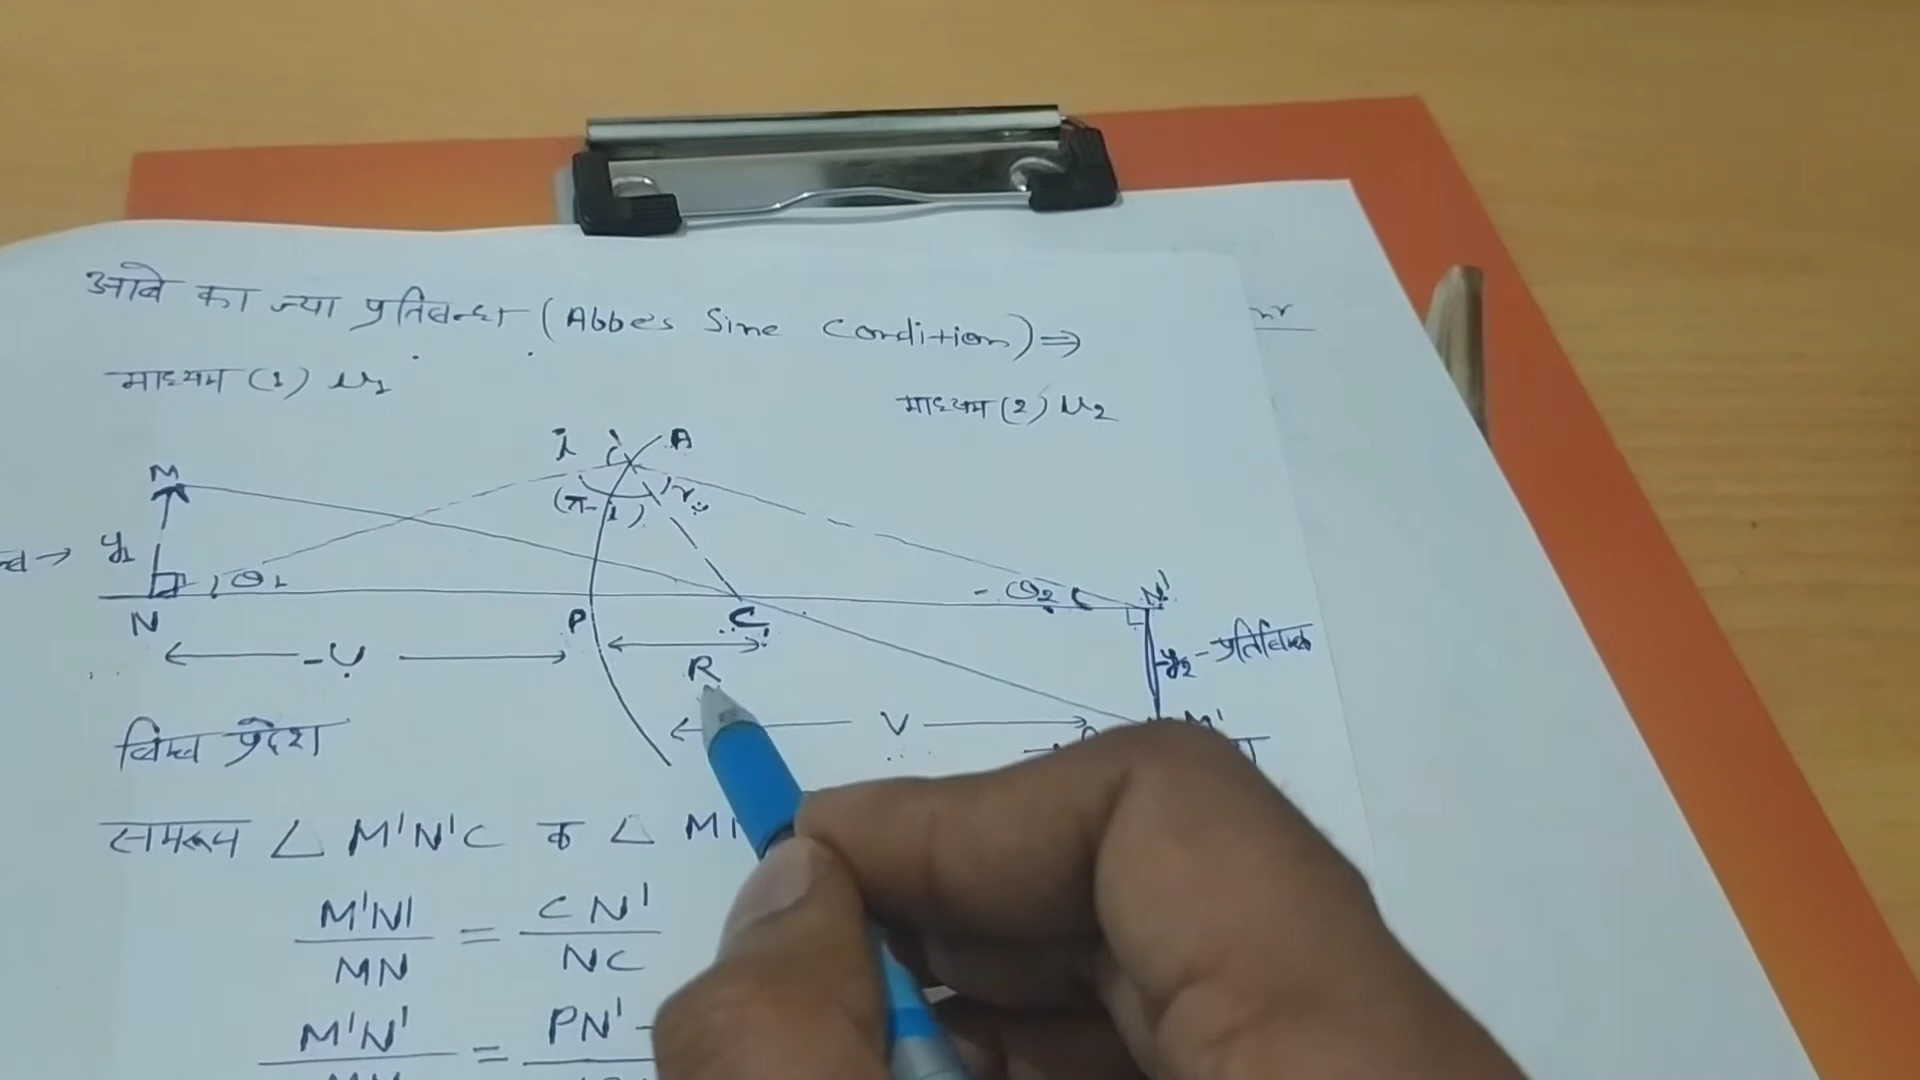 आबे का ज्या प्रतिबन्ध (Abbe's Sine Condition) ⇒
माध्यम (1) μ₁
माध्यम (2) μ₂
i i A
M
(π-i) r
y₁ θ₁
-θ₂ N'
N P C
-y₂ - प्रतिबिम्ब
-U
R
V
M'
बिम्ब प्रदेश
समरूप ∠ M'N'C व ∠ M
M'N' / MN = CN' / NC
M'N' = PN' -